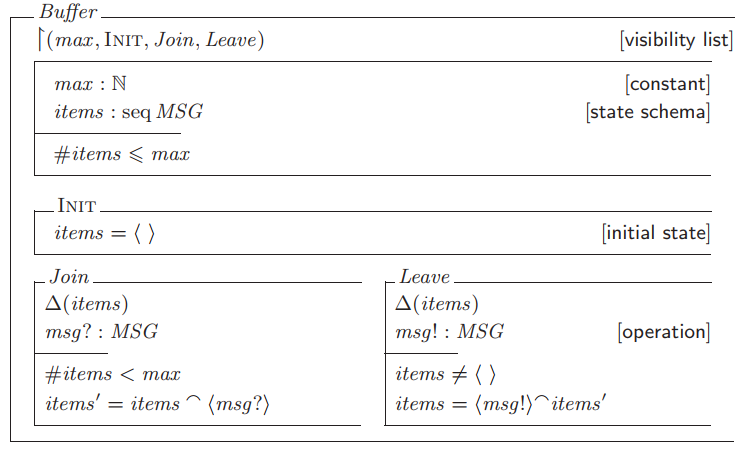 Buffer
↾(max, INIT, Join, Leave) [visibility list]
max : ℕ [constant]
items : seq MSG [state schema]
#items ⩽ max
INIT
items = ⟨ ⟩ [initial state]
Join
Δ(items)
msg? : MSG
#items < max
items′ = items ⌢ ⟨msg?⟩
Leave
Δ(items)
msg! : MSG [operation]
items ≠ ⟨ ⟩
items = ⟨msg!⟩⌢items′